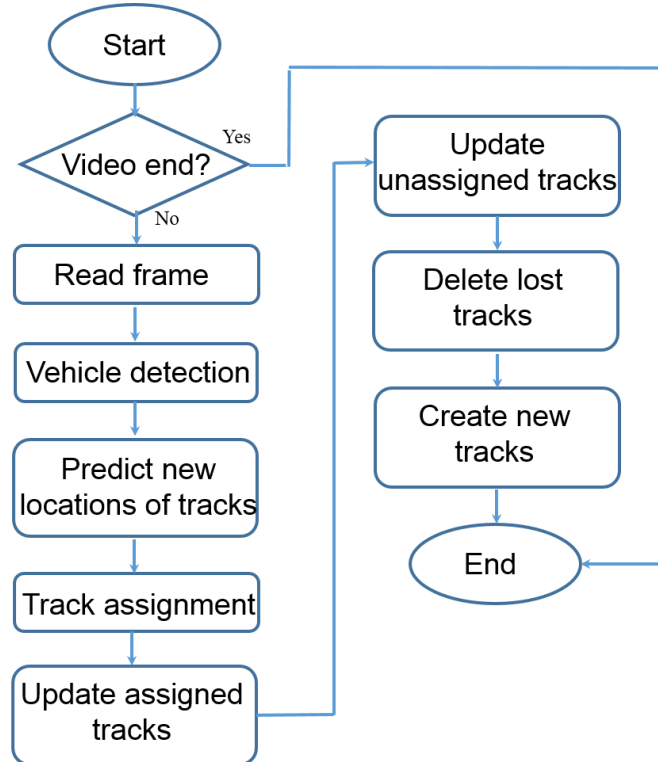 Start
Video end?
Yes
No
Read frame
Vehicle detection
Predict new
locations of tracks
Track assignment
Update assigned
tracks
Update
unassigned tracks
Delete lost
tracks
Create new
tracks
End